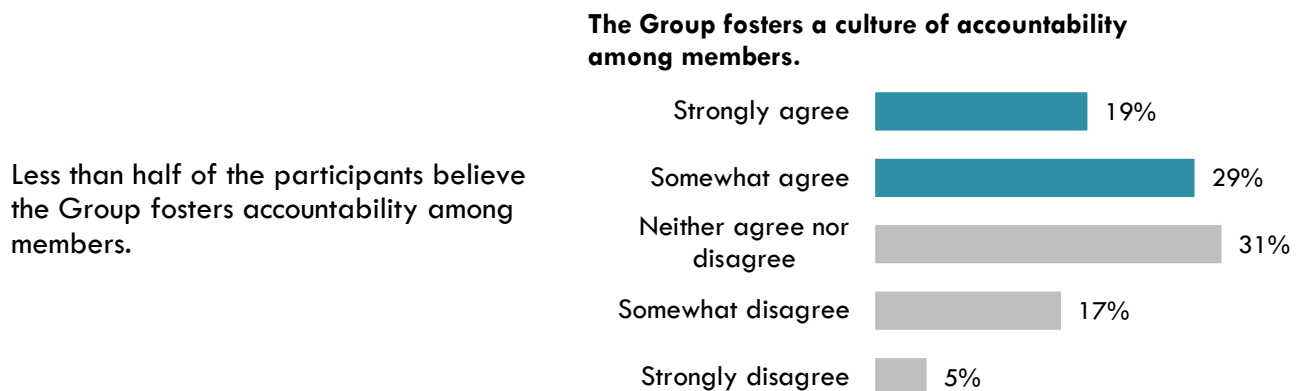 The Group fosters a culture of accountability
among members.
Strongly agree 19%
Less than half of the participants believe
the Group fosters accountability among
members.
Somewhat agree 29%
Neither agree nor
disagree 31%
Somewhat disagree 17%
Strongly disagree 5%